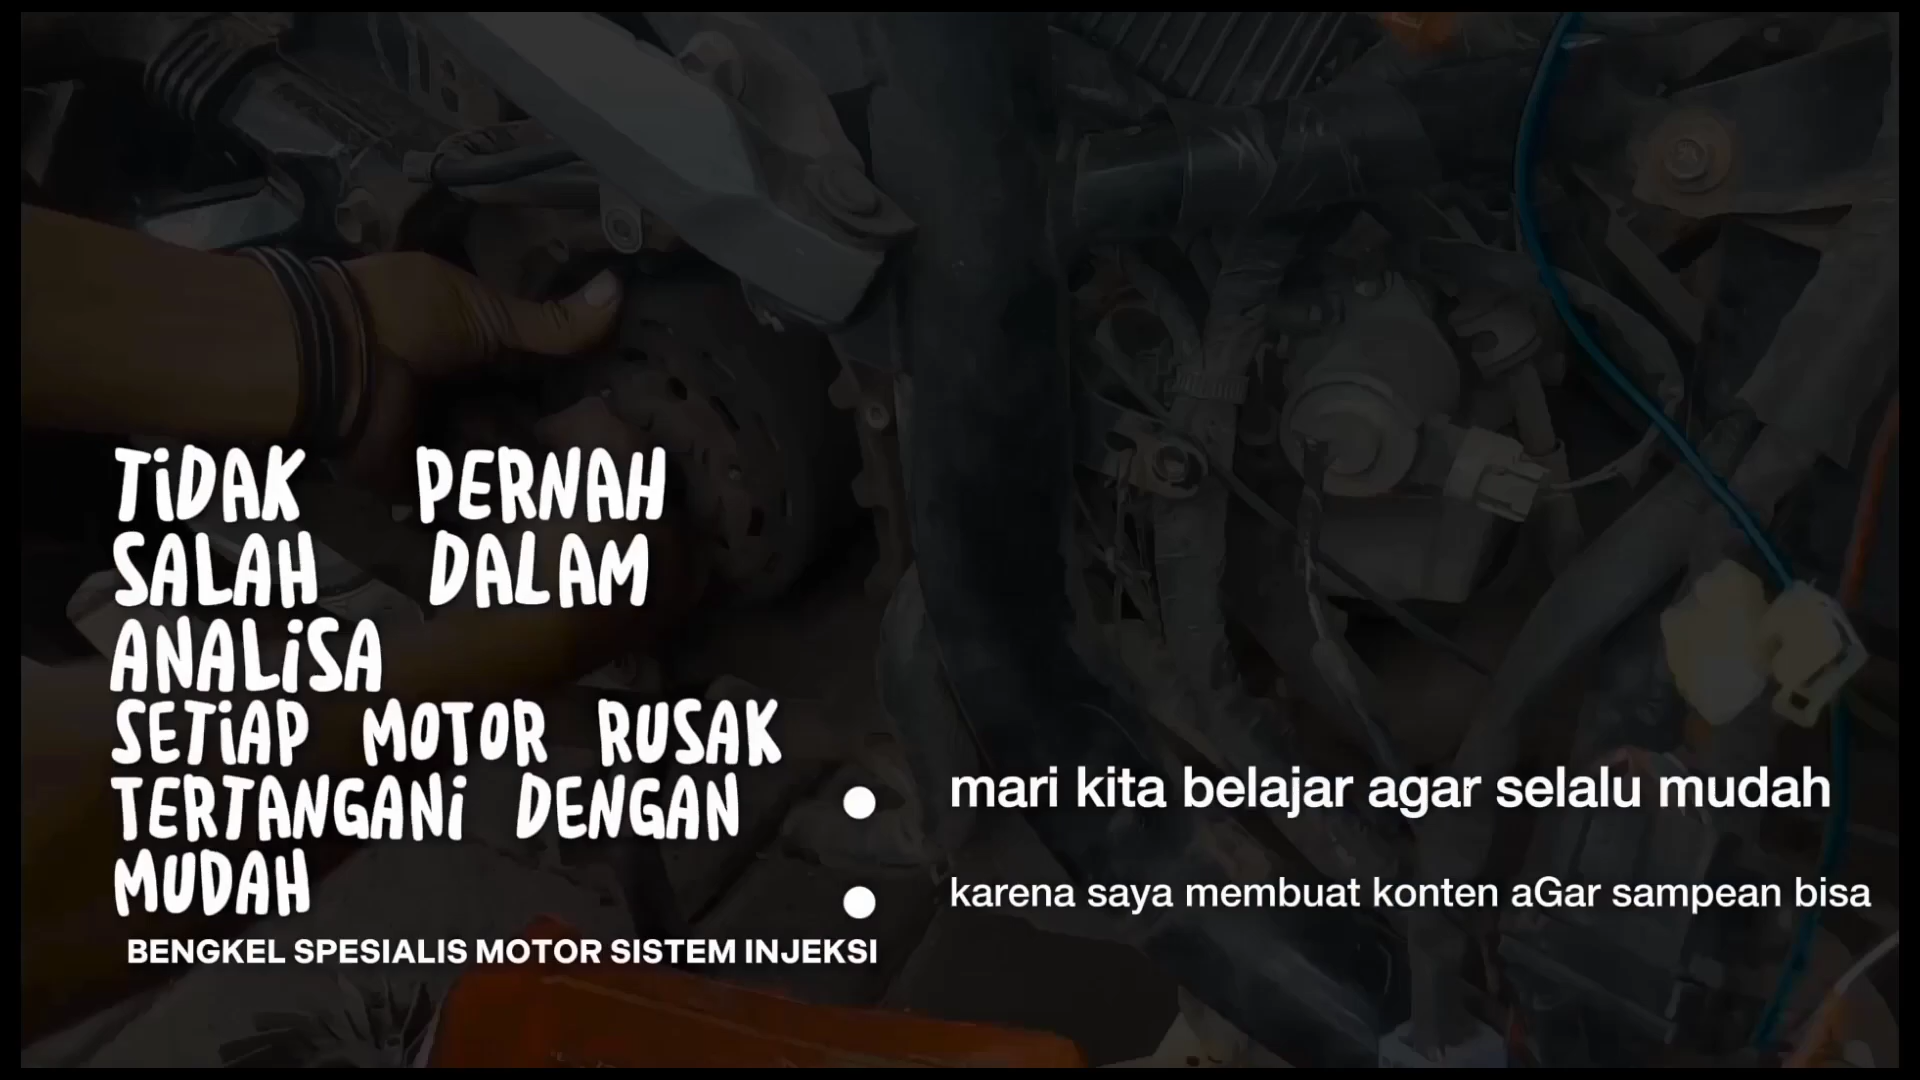 TiDAK PERNAH
SALAH DALAM
ANALiSA
SETiAP MOTOR RUSAK
TERTANGANi DENGAN
MUDAH
BENGKEL SPESIALIS MOTOR SISTEM INJEKSI
mari kita belajar agar selalu mudah
karena saya membuat konten aGar sampean bisa